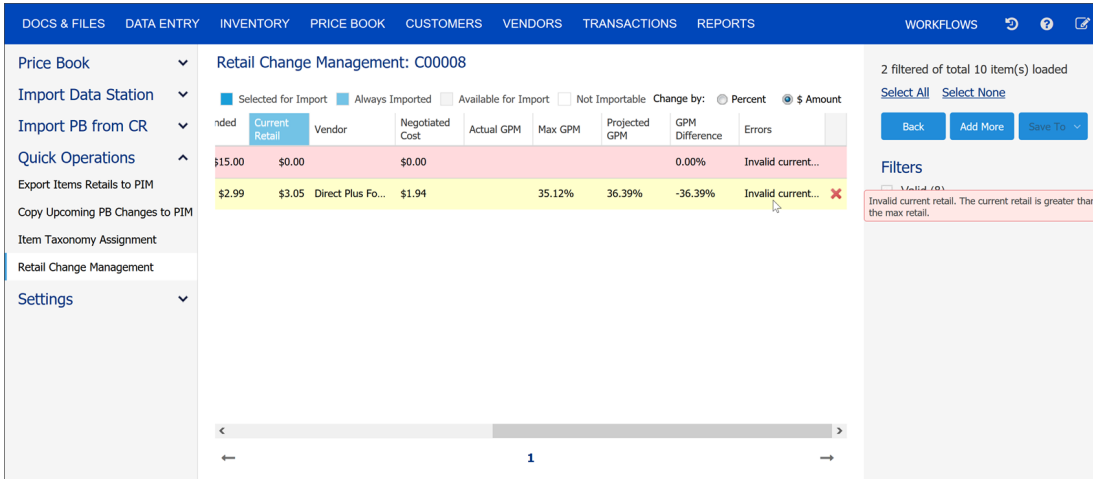 DOCS & FILES DATA ENTRY INVENTORY PRICE BOOK CUSTOMERS VENDORS TRANSACTIONS REPORTS WORKFLOWS
Price Book
Import Data Station
Import PB from CR
Quick Operations
Export Items Retails to PIM
Copy Upcoming PB Changes to PIM
Item Taxonomy Assignment
Retail Change Management
Settings
Retail Change Management: C00008
Selected for Import Always Imported Available for Import Not Importable Change by: Percent $ Amount
nded Current Retail Vendor Negotiated Cost Actual GPM Max GPM Projected GPM GPM Difference Errors
$15.00 $0.00 $0.00 0.00% Invalid current...
$2.99 $3.05 Direct Plus Fo... $1.94 35.12% 36.39% -36.39% Invalid current...
1
2 filtered of total 10 item(s) loaded
Select All Select None
Back Add More Save To
Filters
Valid (8)
Invalid current retail. The current retail is greater than
the max retail.